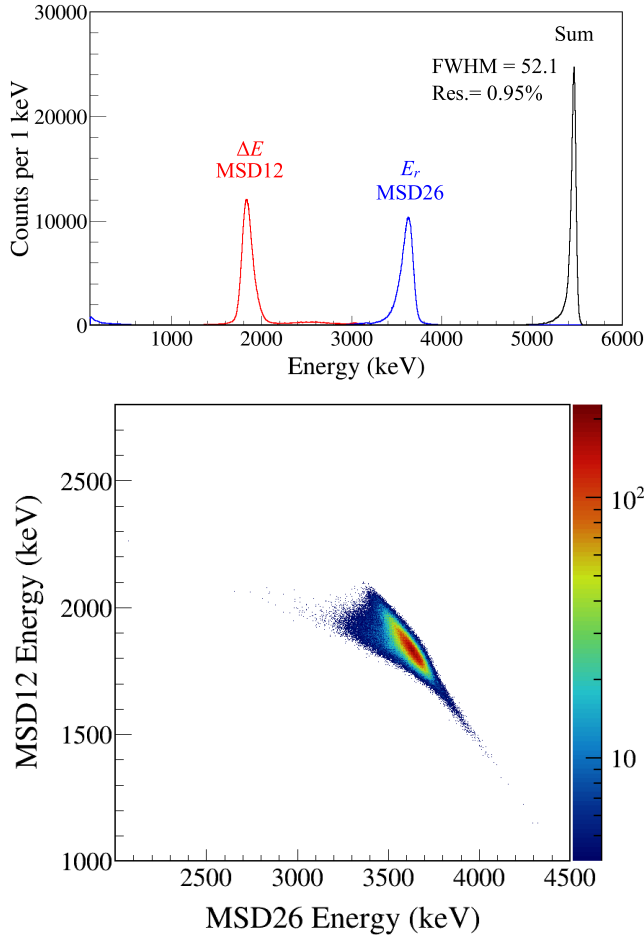 30000
Sum
FWHM = 52.1
Res.= 0.95%
20000
ΔE
MSD12
E_r
MSD26
10000
0
Counts per 1 keV
1000 2000 3000 4000 5000 6000
Energy (keV)
2500
2000
1500
1000
MSD12 Energy (keV)
10²
10
2500 3000 3500 4000 4500
MSD26 Energy (keV)